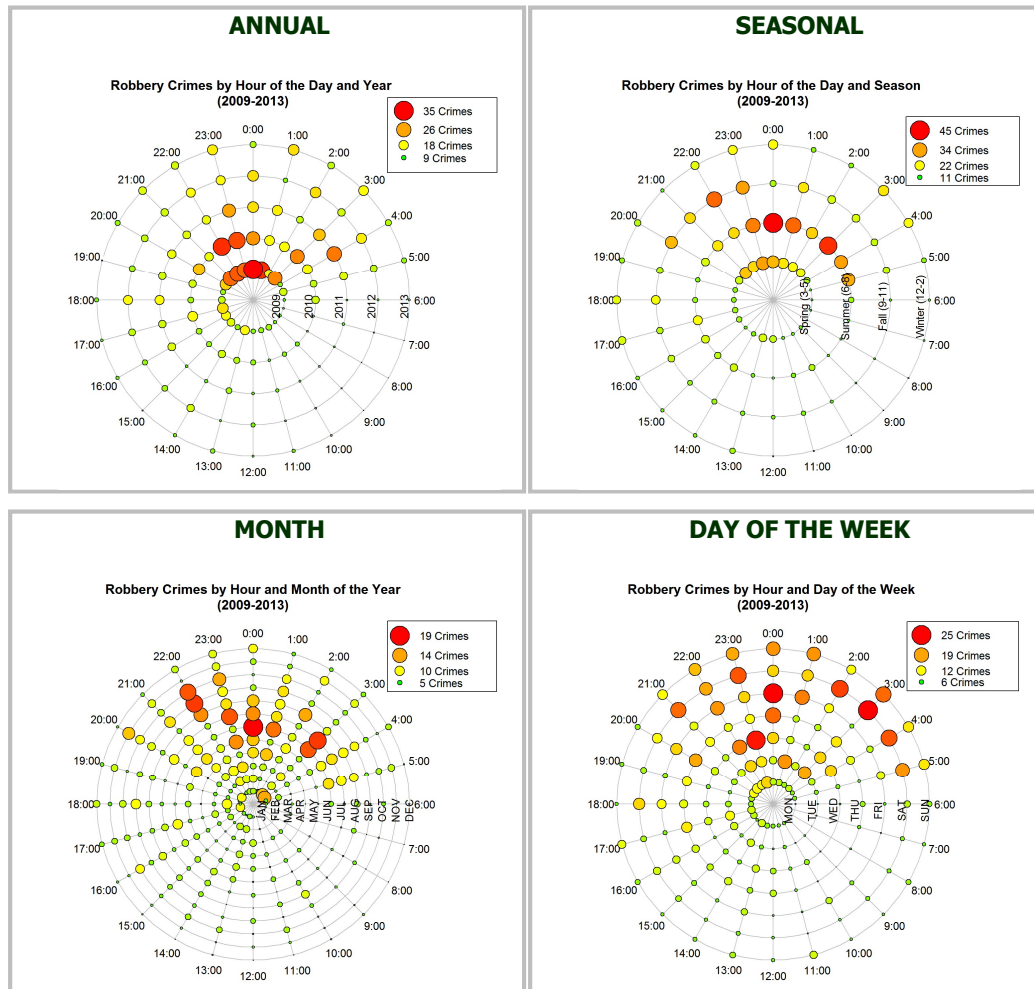 ANNUAL
Robbery Crimes by Hour of the Day and Year
(2009-2013)
35 Crimes
26 Crimes
18 Crimes
9 Crimes
0:00
1:00
2:00
3:00
4:00
5:00
6:00
7:00
8:00
9:00
10:00
11:00
12:00
13:00
14:00
15:00
16:00
17:00
18:00
19:00
20:00
21:00
22:00
23:00
2009
2010
2011
2012
2013
SEASONAL
Robbery Crimes by Hour of the Day and Season
(2009-2013)
45 Crimes
34 Crimes
22 Crimes
11 Crimes
0:00
1:00
2:00
3:00
4:00
5:00
6:00
7:00
8:00
9:00
10:00
11:00
12:00
13:00
14:00
15:00
16:00
17:00
18:00
19:00
20:00
21:00
22:00
23:00
Spring (3-5)
Summer (6-8)
Fall (9-11)
Winter (12-2)
MONTH
Robbery Crimes by Hour and Month of the Year
(2009-2013)
19 Crimes
14 Crimes
10 Crimes
5 Crimes
0:00
1:00
2:00
3:00
4:00
5:00
6:00
7:00
8:00
9:00
10:00
11:00
12:00
13:00
14:00
15:00
16:00
17:00
18:00
19:00
20:00
21:00
22:00
23:00
JAN
FEB
MAR
APR
MAY
JUN
JUL
AUG
SEP
OCT
NOV
DEC
DAY OF THE WEEK
Robbery Crimes by Hour and Day of the Week
(2009-2013)
25 Crimes
19 Crimes
12 Crimes
6 Crimes
0:00
1:00
2:00
3:00
4:00
5:00
6:00
7:00
8:00
9:00
10:00
11:00
12:00
13:00
14:00
15:00
16:00
17:00
18:00
19:00
20:00
21:00
22:00
23:00
MON
TUE
WED
THU
FRI
SAT
SUN